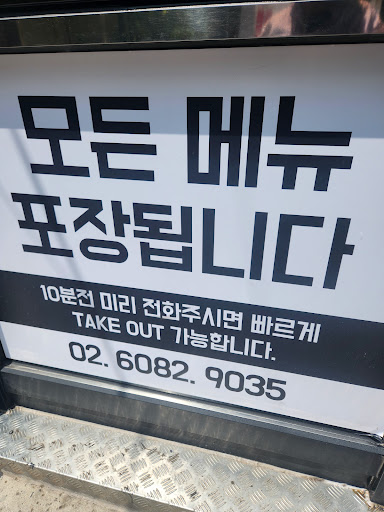 모든 메뉴
포장됩니다
10분전 미리 전화주시면 빠르게
TAKE OUT 가능합니다.
02. 6082. 9035